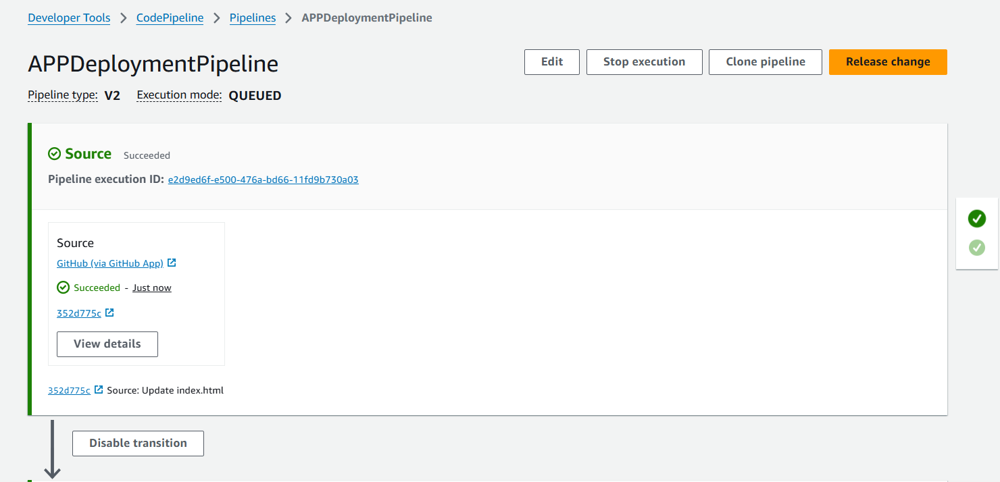 Developer Tools > CodePipeline > Pipelines > APPDeploymentPipeline
APPDeploymentPipeline
Edit
Stop execution
Clone pipeline
Release change
Pipeline type: V2 Execution mode: QUEUED
Source Succeeded
Pipeline execution ID: e2d9ed6f-e500-476a-bd66-11fd9b730a03
Source
GitHub (via GitHub App)
Succeeded - Just now
352d775c
View details
352d775c Source: Update index.html
Disable transition